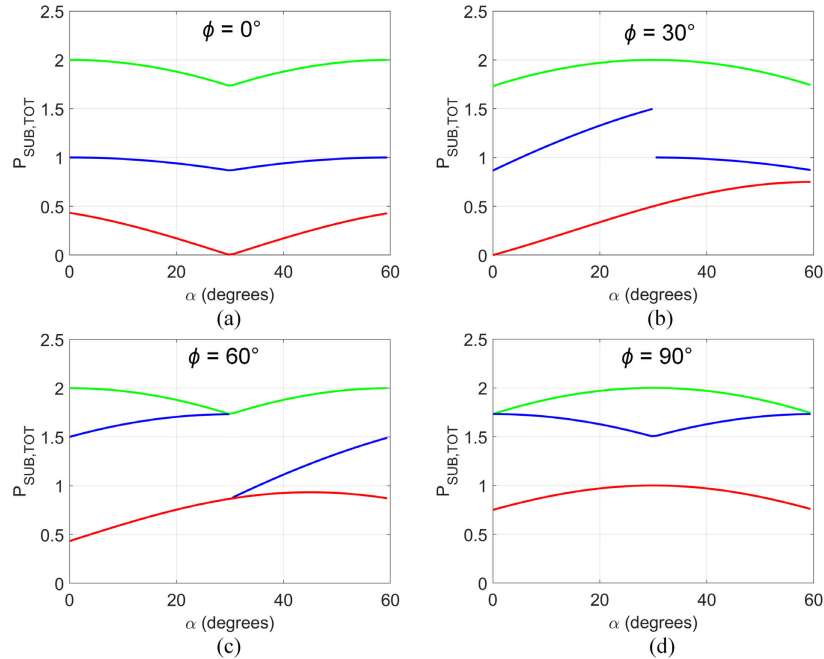 ϕ = 0°
2.5
2
1.5
1
0.5
0
P_SUB,TOT
0 20 40 60
α (degrees)
(a)
ϕ = 30°
2.5
2
1.5
1
0.5
0
P_SUB,TOT
0 20 40 60
α (degrees)
(b)
ϕ = 60°
2.5
2
1.5
1
0.5
0
P_SUB,TOT
0 20 40 60
α (degrees)
(c)
ϕ = 90°
2.5
2
1.5
1
0.5
0
P_SUB,TOT
0 20 40 60
α (degrees)
(d)